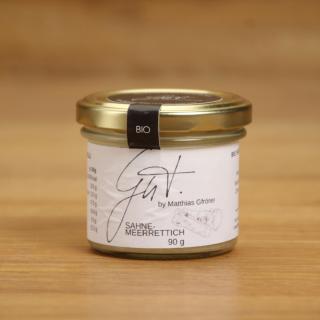 BIO
Gut.
by Matthias Gfrörer
SAHNE-
MEERRETTICH
90 g